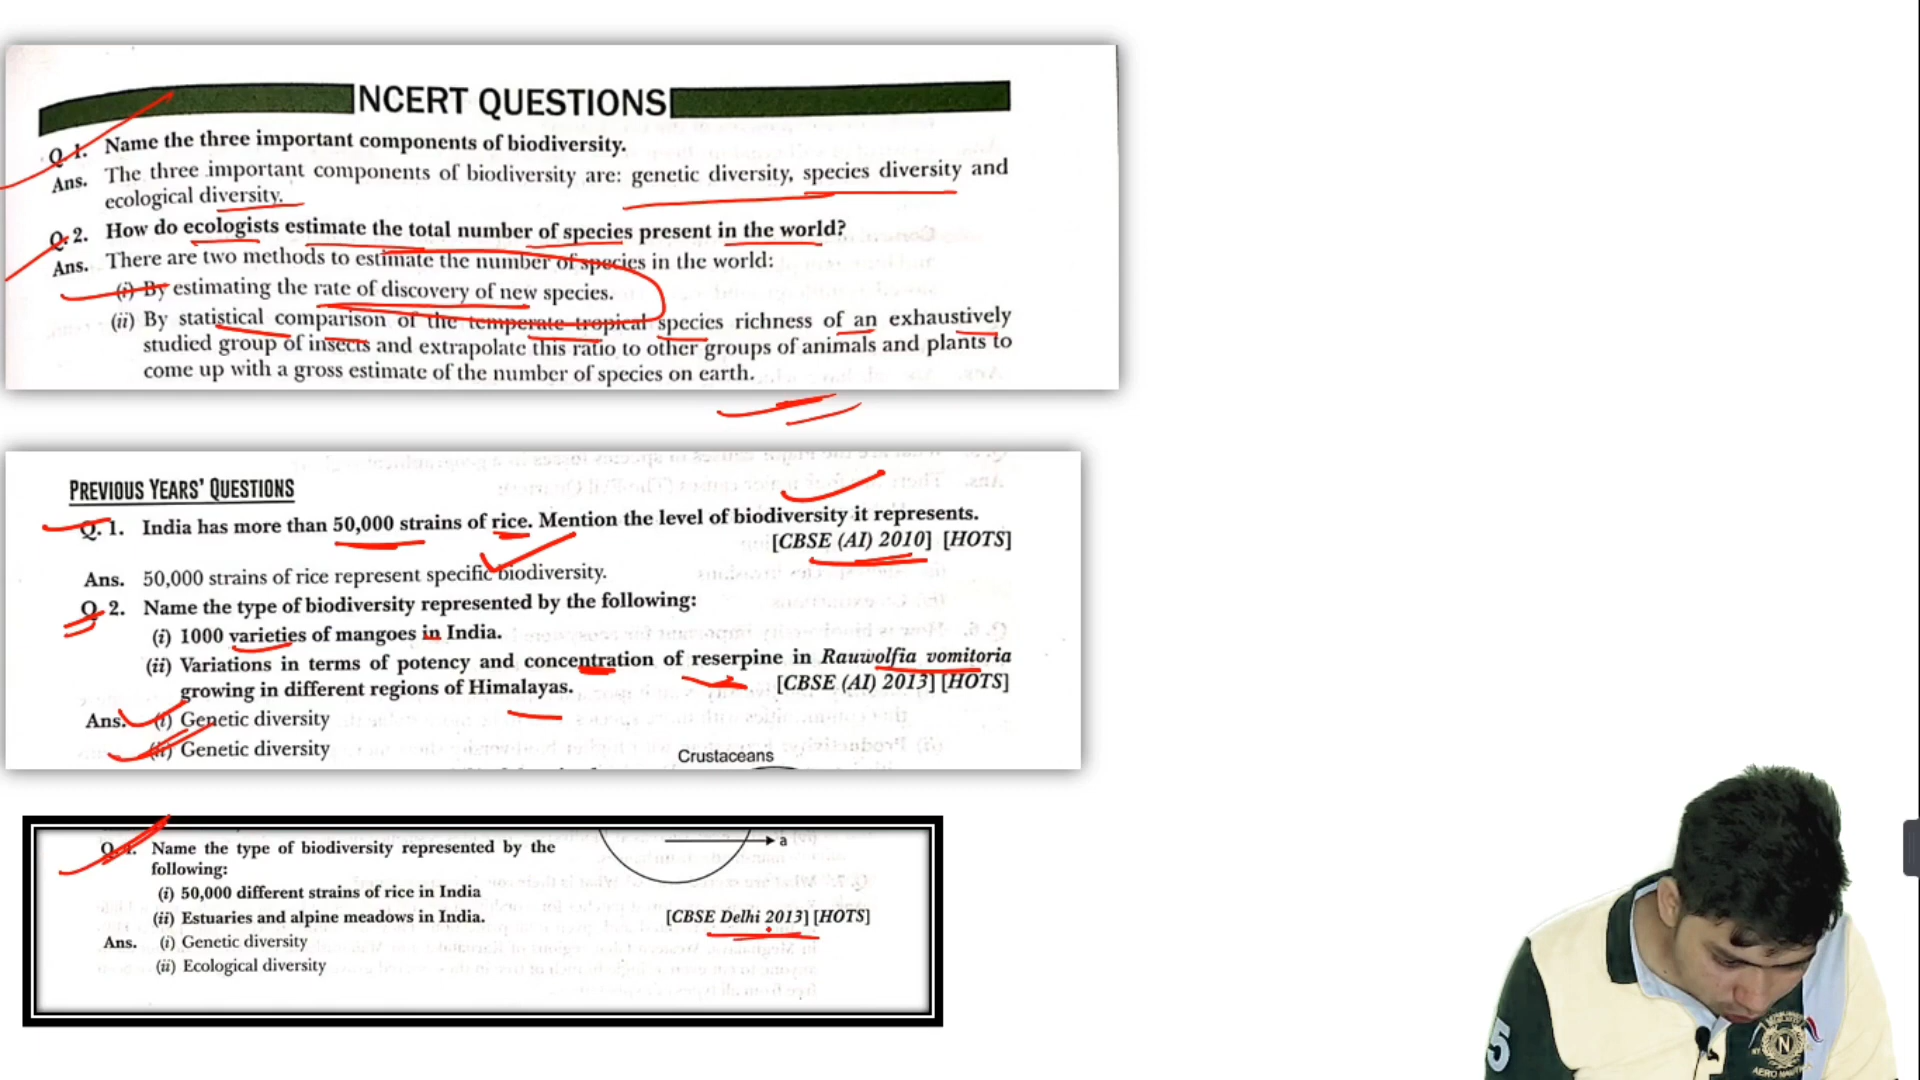 NCERT QUESTIONS
Q. 1. Name the three important components of biodiversity.
Ans. The three important components of biodiversity are: genetic diversity, species diversity and
ecological diversity.
Q. 2. How do ecologists estimate the total number of species present in the world?
Ans. There are two methods to estimate the number of species in the world:
(i) By estimating the rate of discovery of new species.
(ii) By statistical comparison of the temperate tropical species richness of an exhaustively
studied group of insects and extrapolate this ratio to other groups of animals and plants to
come up with a gross estimate of the number of species on earth.
PREVIOUS YEARS' QUESTIONS
Q. 1. India has more than 50,000 strains of rice. Mention the level of biodiversity it represents.
[CBSE (AI) 2010] [HOTS]
Ans. 50,000 strains of rice represent specific biodiversity.
Q. 2. Name the type of biodiversity represented by the following:
(i) 1000 varieties of mangoes in India.
(ii) Variations in terms of potency and concentration of reserpine in Rauwolfia vomitoria
growing in different regions of Himalayas. [CBSE (AI) 2013] [HOTS]
Ans. (i) Genetic diversity
(ii) Genetic diversity
Crustaceans
a
Name the type of biodiversity represented by the
following:
(i) 50,000 different strains of rice in India
(ii) Estuaries and alpine meadows in India. [CBSE Delhi 2013] [HOTS]
Ans. (i) Genetic diversity
(ii) Ecological diversity
5
N